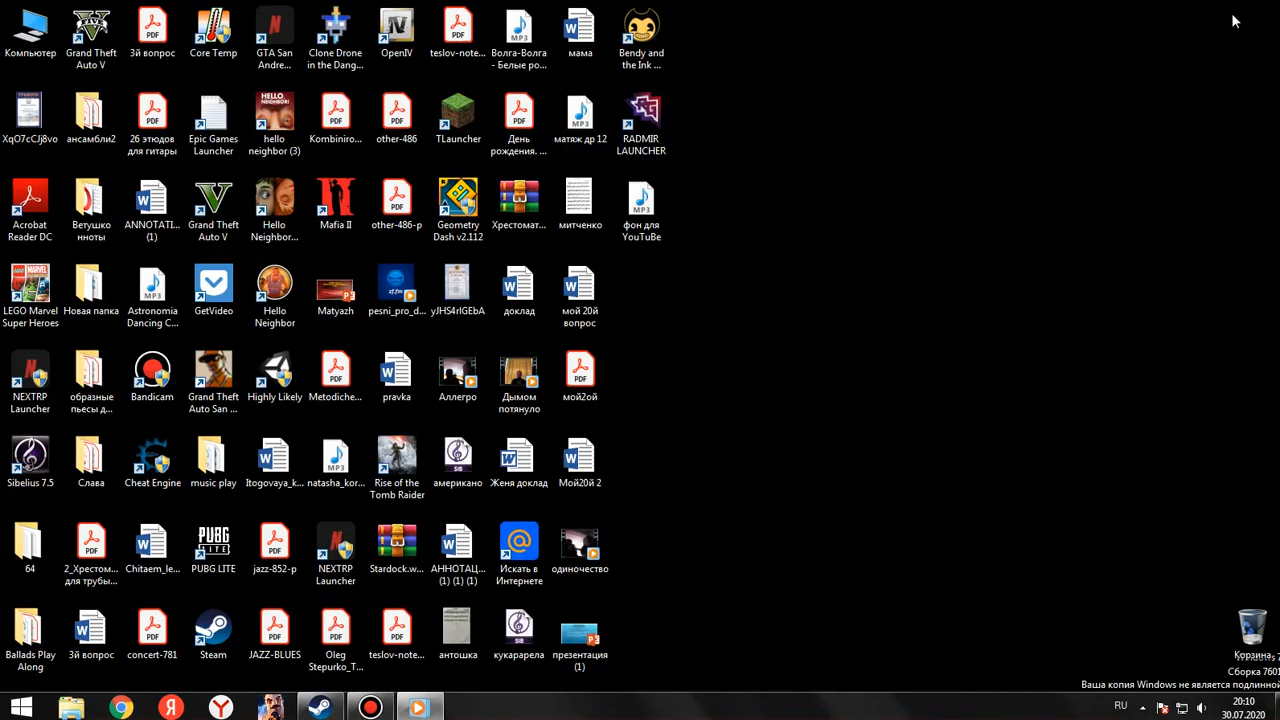 Компьютер
Grand Theft
Auto V
3й вопрос
Core Temp
GTA San
Andre...
Clone Drone
in the Dang...
OpenIV
teslov-note...
Волга-Волга
- Белые ро...
мама
Bendy and
the Ink ...
XqO7cCJj8vo
ансамбли2
26 этюдов
для гитары
Epic Games
Launcher
hello
neighbor (3)
Kombiniro...
other-486
TLauncher
День
рождения. ...
матяж др 12
RADMIR
LAUNCHER
Acrobat
Reader DC
Ветушко
нноты
ANNOTATI...
(1)
Grand Theft
Auto V
Hello
Neighbor...
Mafia II
other-486-p
Geometry
Dash v2.112
Хрестомат...
митченко
фон для
YouTube
LEGO Marvel
Super Heroes
Новая папка
Astronomia
Dancing C...
GetVideo
Hello
Neighbor
Matyazh
pesni_pro_d...
yJHS4rIGEbA
доклад
мой 20й
вопрос
NEXTRP
Launcher
образные
пьесы д...
Bandicam
Grand Theft
Auto San ...
Highly Likely
Metodiche...
pravka
Аллегро
Дымом
потянуло
мой2ой
Sibelius 7.5
Слава
Cheat Engine
music play
Itogovaya_k...
natasha_kor...
Rise of the
Tomb Raider
американо
Женя доклад
Мой20й 2
64
2_Хрестом...
для трубы...
Chitaem_le...
PUBG LITE
jazz-852-p
NEXTRP
Launcher
Stardock.w...
АННОТАЦ...
(1) (1) (1)
Искать в
Интернете
одиночество
Ballads Play
Along
3й вопрос
concert-781
Steam
JAZZ-BLUES
Oleg
Stepurko_T...
teslov-note...
антошка
кукарарела
презентация
(1)
Корзина
Сборка 7601
Ваша копия Windows не является подлинной
RU
20:10
30.07.2020